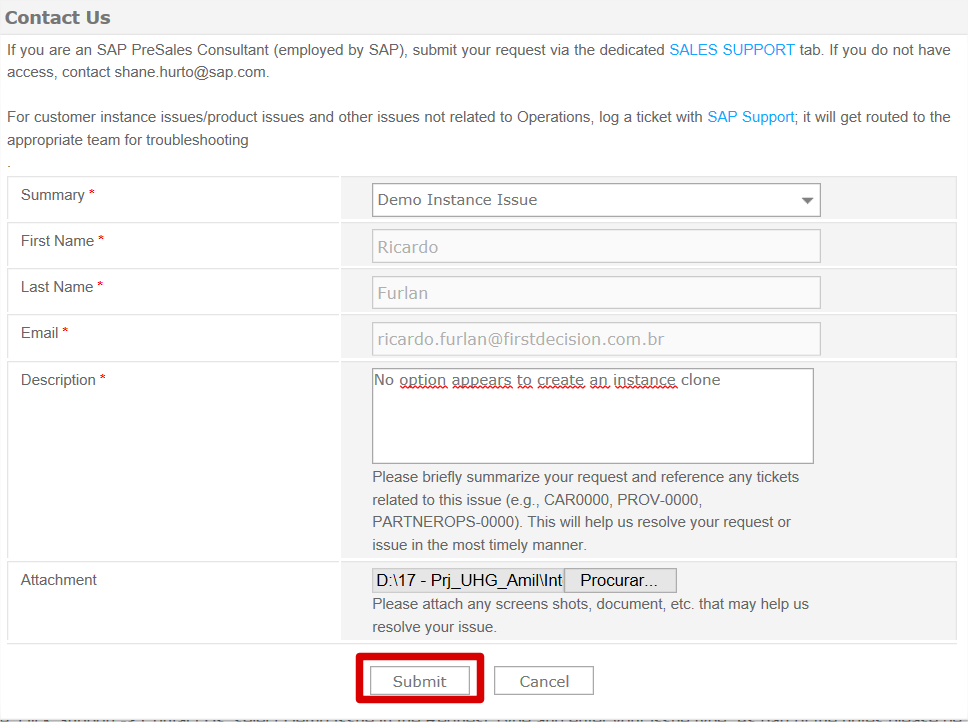 Contact Us
If you are an SAP PreSales Consultant (employed by SAP), submit your request via the dedicated SALES SUPPORT tab. If you do not have
access, contact shane.hurto@sap.com.
For customer instance issues/product issues and other issues not related to Operations, log a ticket with SAP Support; it will get routed to the
appropriate team for troubleshooting
.
Summary *
Demo Instance Issue
First Name *
Ricardo
Last Name *
Furlan
Email *
ricardo.furlan@firstdecision.com.br
Description *
No option appears to create an instance clone
Please briefly summarize your request and reference any tickets
related to this issue (e.g., CAR0000, PROV-0000,
PARTNEROPS-0000). This will help us resolve your request or
issue in the most timely manner.
Attachment
D:\17 - Prj_UHG_Amil\Int Procurar...
Please attach any screens shots, document, etc. that may help us
resolve your issue.
Submit Cancel